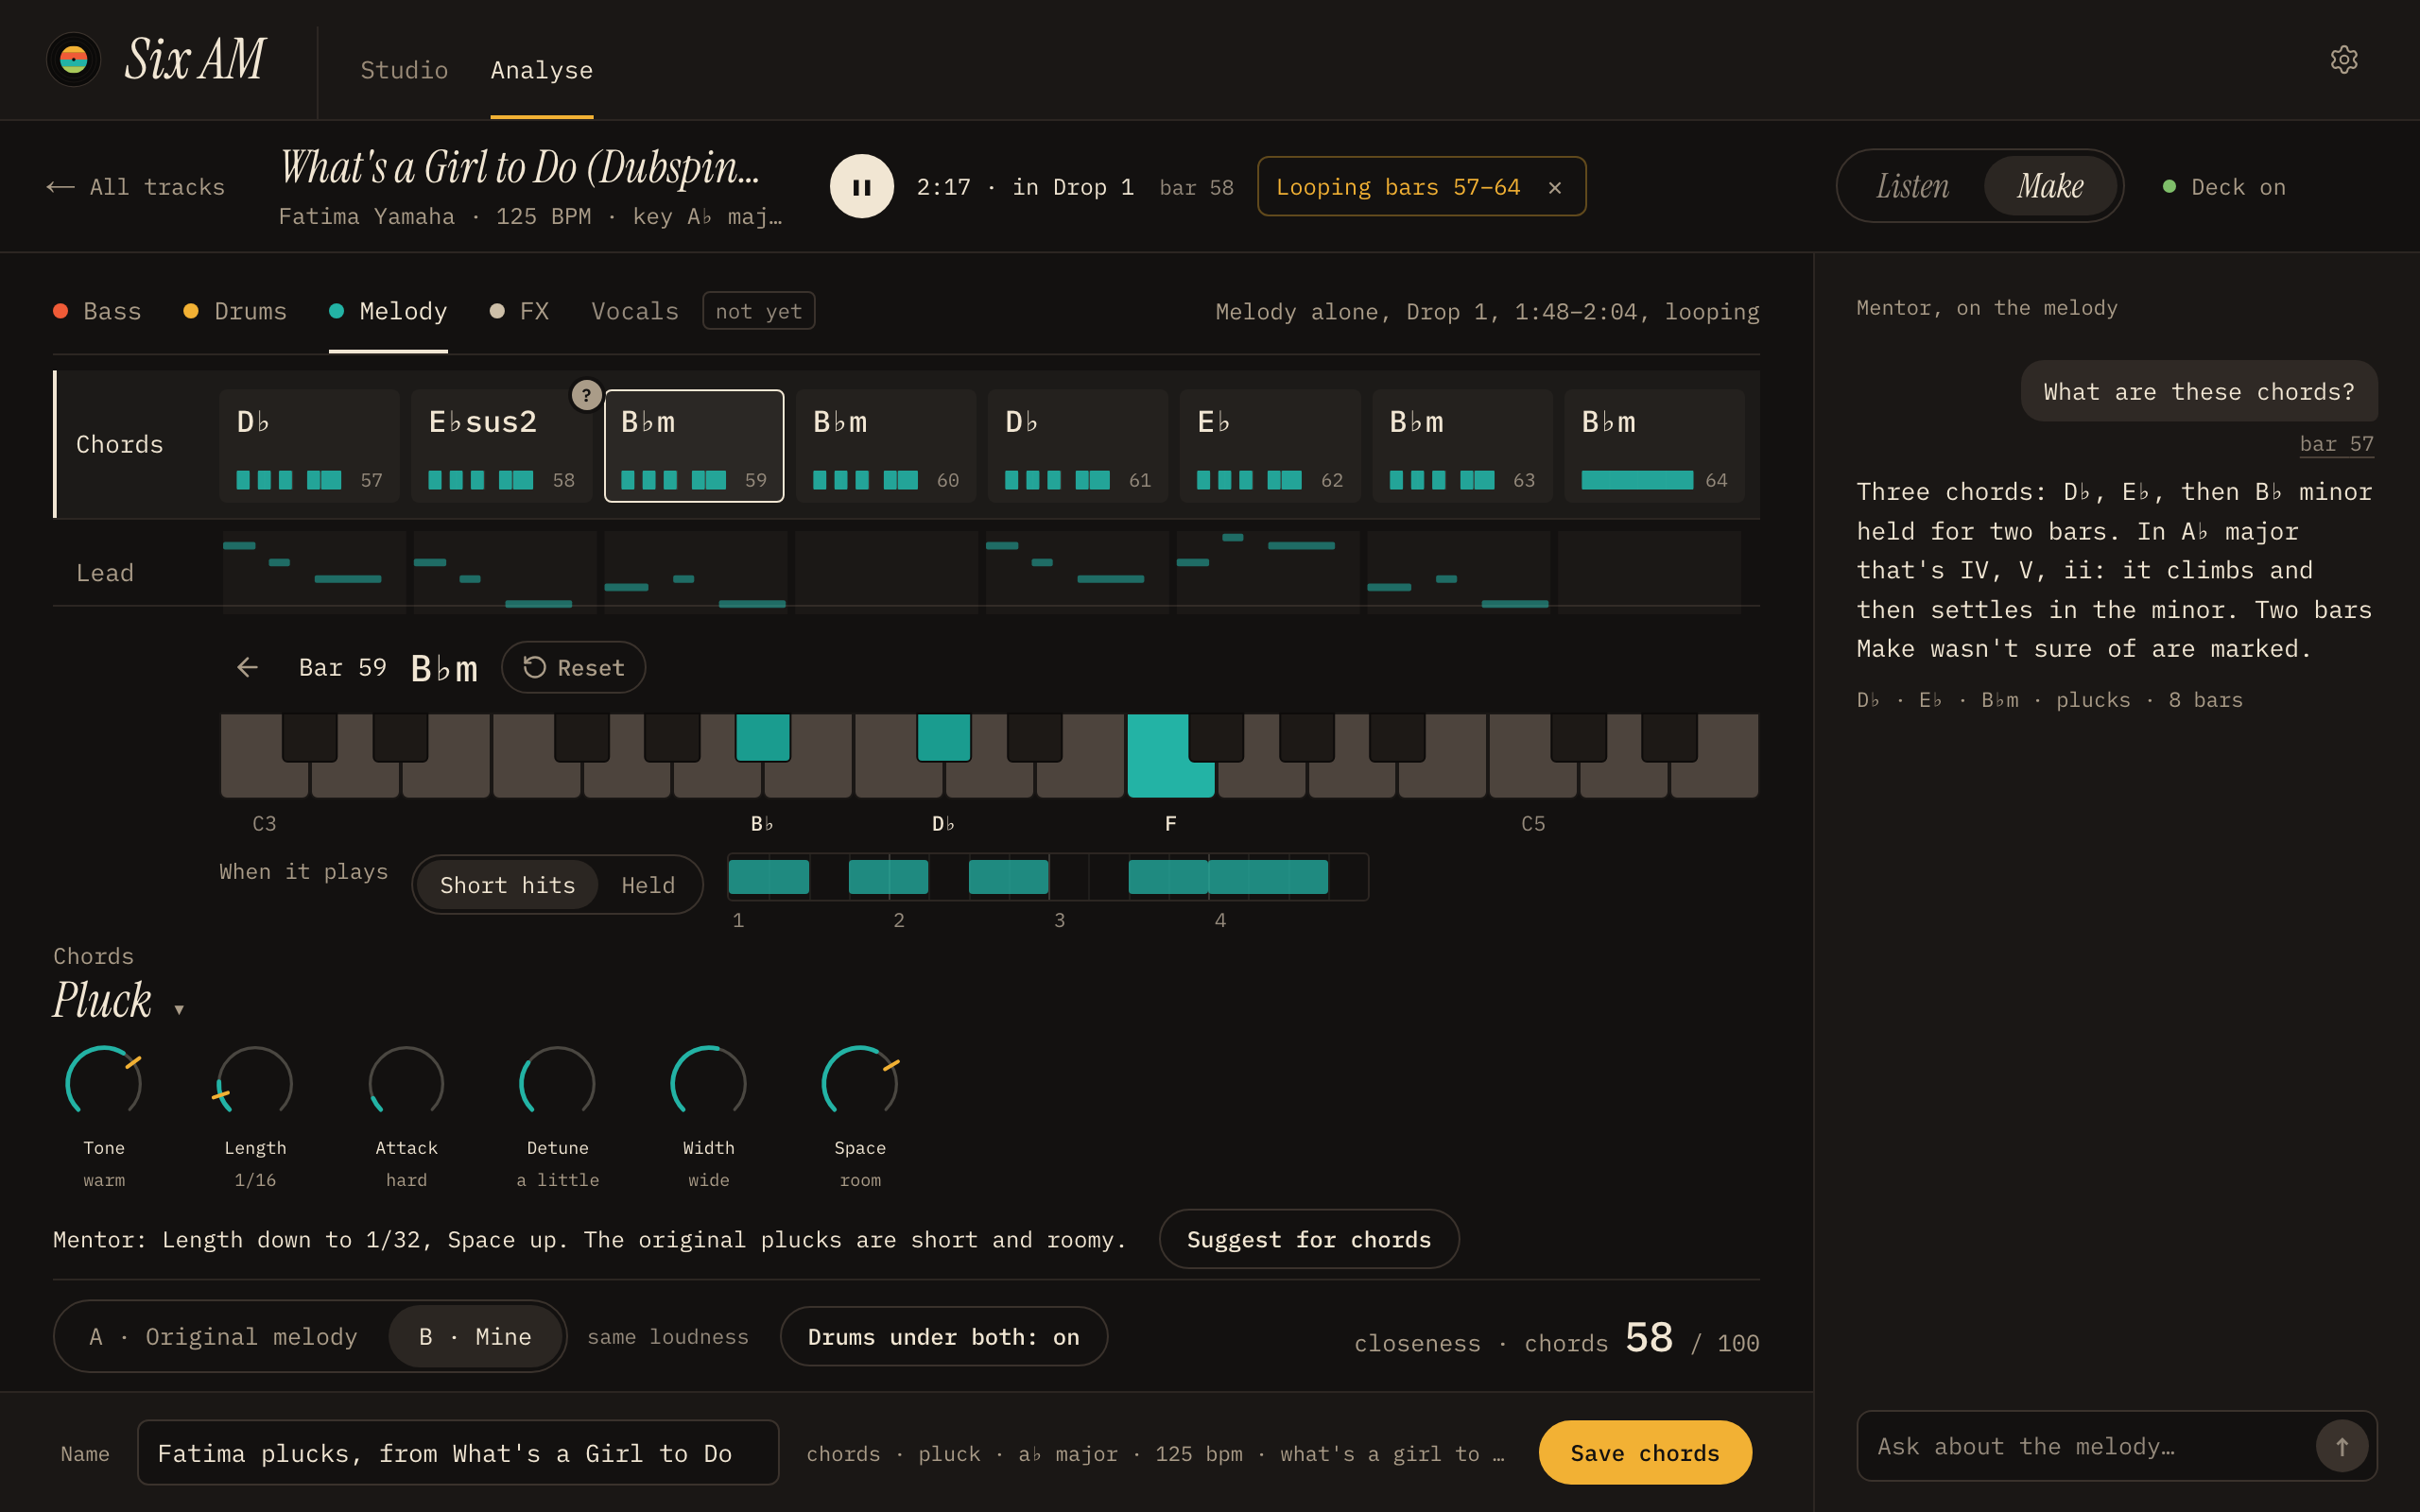 Six AM
Studio
Analyse
← All tracks
What's a Girl to Do (Dubspin…
Fatima Yamaha · 125 BPM · key A♭ maj…
2:17 · in Drop 1
bar 58
Looping bars 57–64 ×
Listen
Make
Deck on
Bass
Drums
Melody
FX
Vocals
not yet
Melody alone, Drop 1, 1:48–2:04, looping
Chords
D♭
57
E♭sus2
58
?
B♭m
59
B♭m
60
D♭
61
E♭
62
B♭m
63
B♭m
64
Lead
← Bar 59 B♭m
Reset
C3
B♭
D♭
F
C5
When it plays
Short hits
Held
1
2
3
4
Chords
Pluck ▾
Tone
warm
Length
1/16
Attack
hard
Detune
a little
Width
wide
Space
room
Mentor: Length down to 1/32, Space up. The original plucks are short and roomy.
Suggest for chords
A · Original melody
B · Mine
same loudness
Drums under both: on
closeness · chords 58 / 100
Name
Fatima plucks, from What's a Girl to Do
chords · pluck · a♭ major · 125 bpm · what's a girl to …
Save chords
Mentor, on the melody
What are these chords?
bar 57
Three chords: D♭, E♭, then B♭ minor
held for two bars. In A♭ major
that's IV, V, ii: it climbs and
then settles in the minor. Two bars
Make wasn't sure of are marked.
D♭ · E♭ · B♭m · plucks · 8 bars
Ask about the melody…
↑